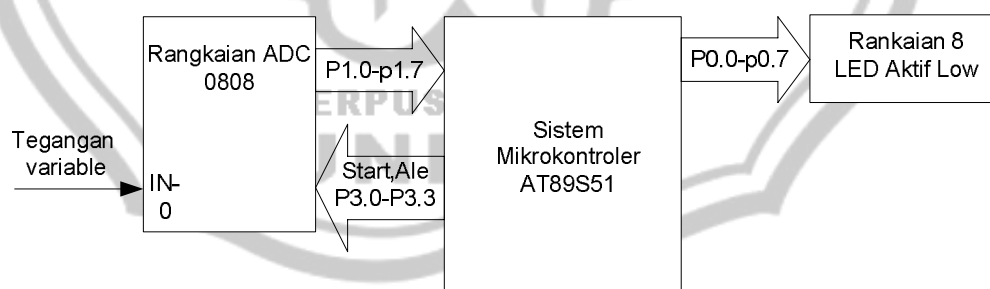 Rangkaian ADC
0808
P1.0-p1.7
P0.0-p0.7
Rankaian 8
LED Aktif Low
Tegangan
variable
IN-
0
Start,Ale
P3.0-P3.3
Sistem
Mikrokontroler
AT89S51